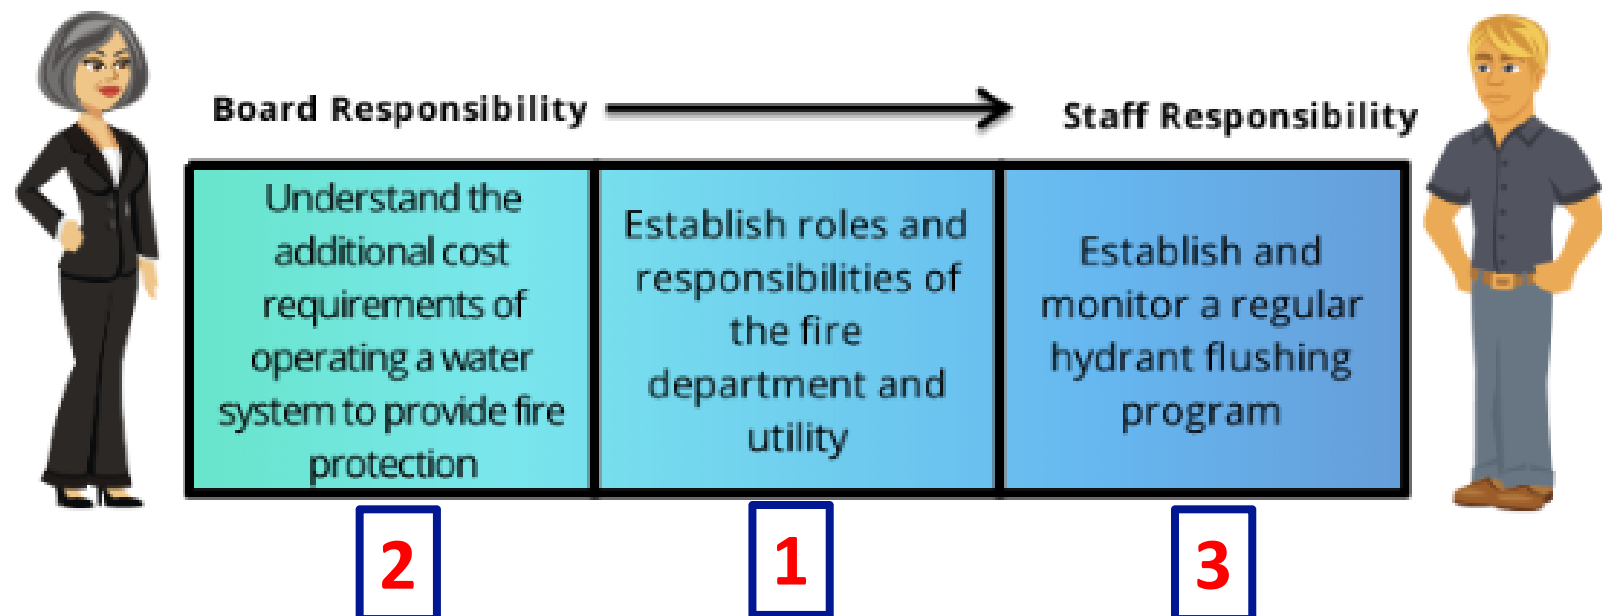 Board Responsibility
Staff Responsibility
Understand the
additional cost
requirements of
operating a water
system to provide fire
protection
Establish roles and
responsibilities of
the fire
department and
utility
Establish and
monitor a regular
hydrant flushing
program
2
1
3